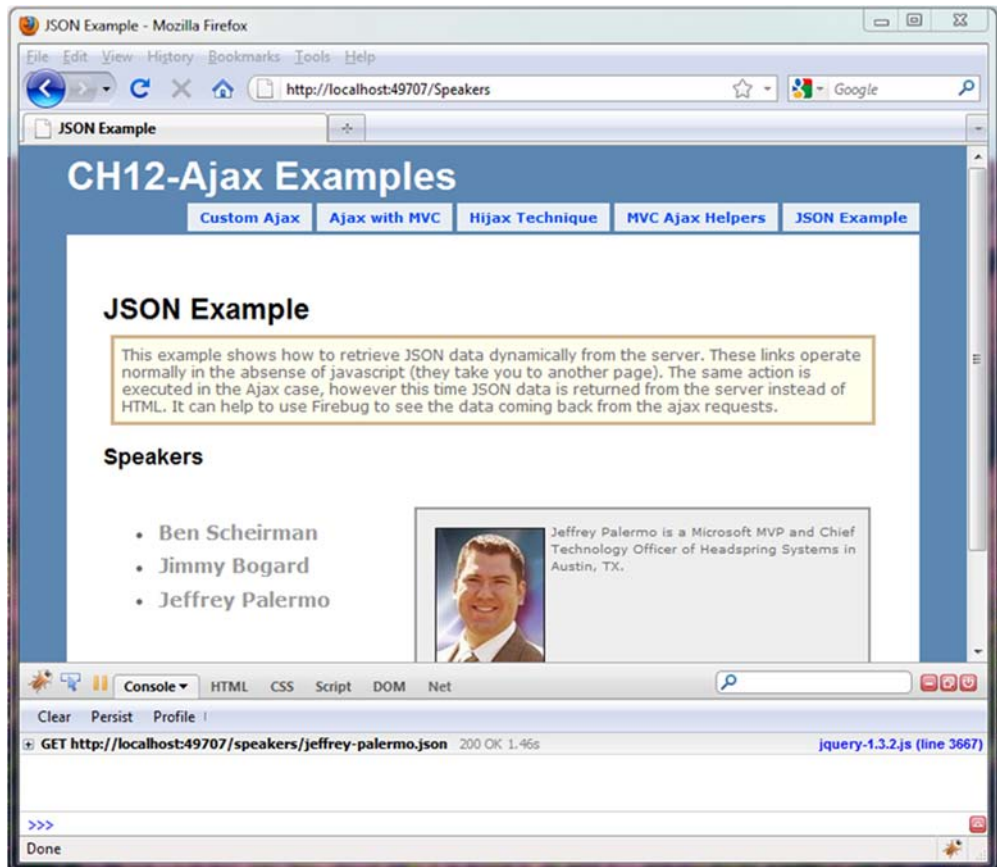 JSON Example - Mozilla Firefox
File Edit View History Bookmarks Tools Help
http://localhost:49707/Speakers
Google
JSON Example
CH12-Ajax Examples
Custom Ajax
Ajax with MVC
Hijax Technique
MVC Ajax Helpers
JSON Example
JSON Example
This example shows how to retrieve JSON data dynamically from the server. These links operate
normally in the absense of javascript (they take you to another page). The same action is
executed in the Ajax case, however this time JSON data is returned from the server instead of
HTML. It can help to use Firebug to see the data coming back from the ajax requests.
Speakers
• Ben Scheirman
• Jimmy Bogard
• Jeffrey Palermo
Jeffrey Palermo is a Microsoft MVP and Chief
Technology Officer of Headspring Systems in
Austin, TX.
Console HTML CSS Script DOM Net
Clear Persist Profile
GET http://localhost:49707/speakers/jeffrey-palermo.json 200 OK 1.46s jquery-1.3.2.js (line 3667)
>>>
Done